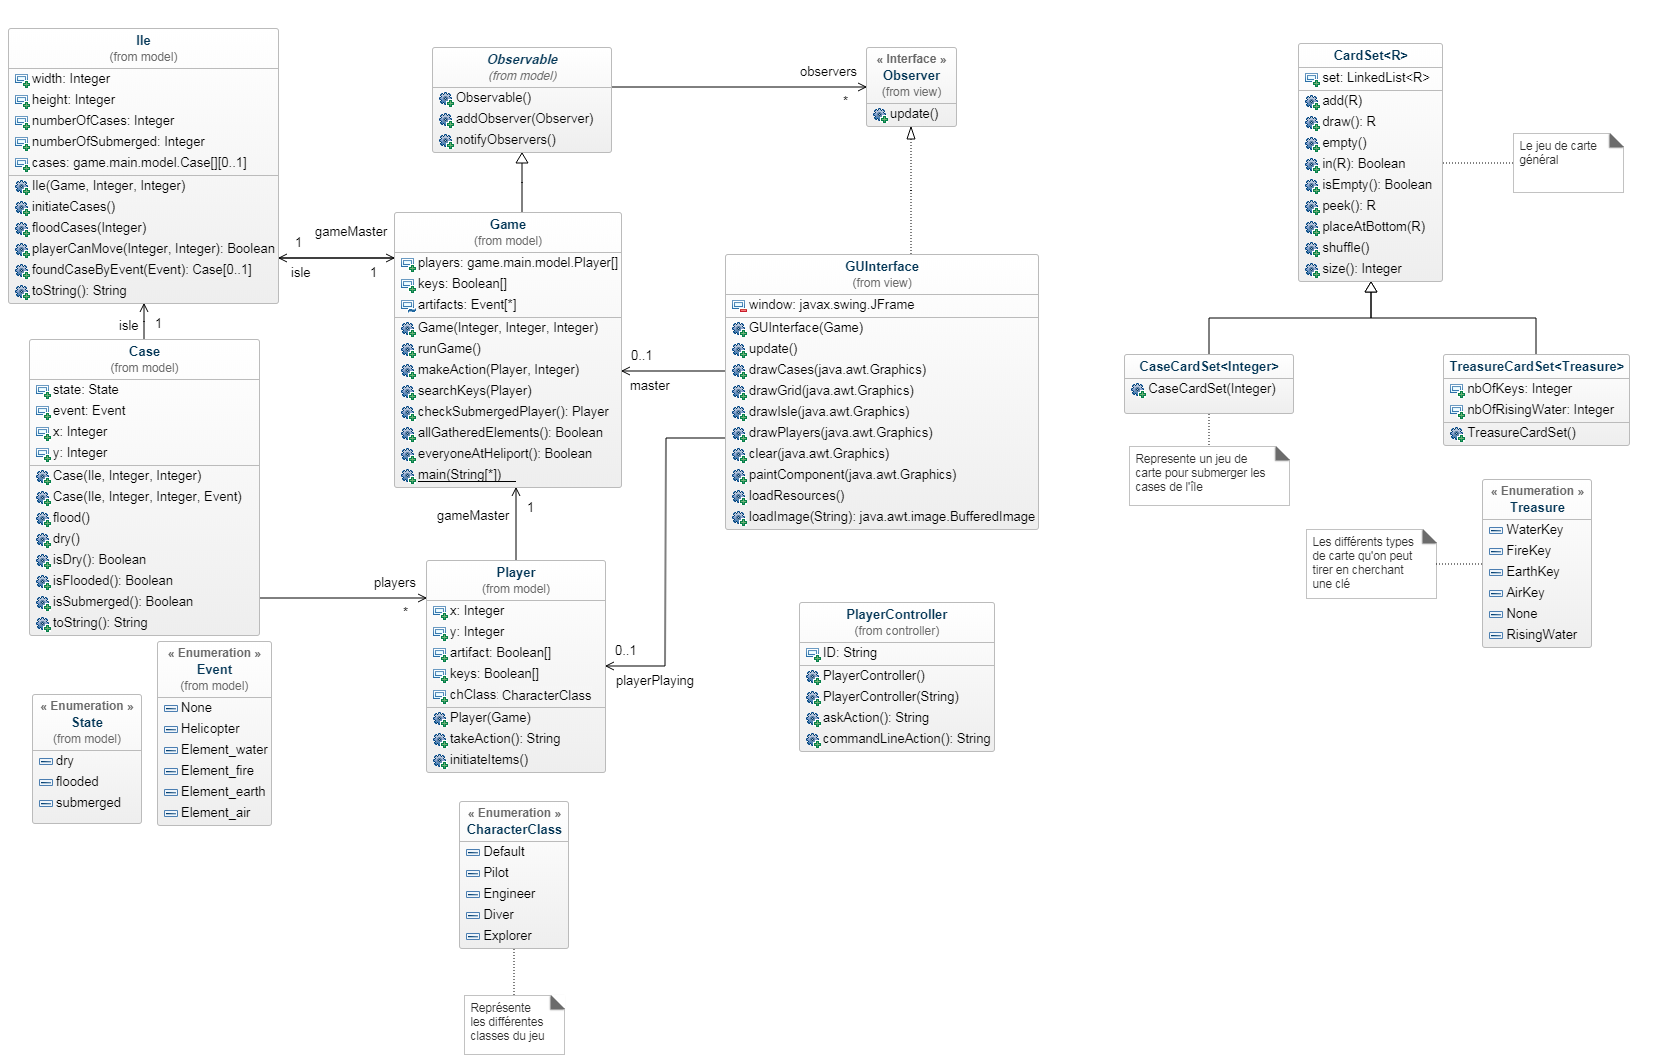 Ile
(from model)
width: Integer
height: Integer
numberOfCases: Integer
numberOfSubmerged: Integer
cases: game.main.model.Case[][0..1]
Ile(Game, Integer, Integer)
initiateCases()
floodCases(Integer)
playerCanMove(Integer, Integer): Boolean
foundCaseByEvent(Event): Case[0..1]
toString(): String
isle
1
Case
(from model)
state: State
event: Event
x: Integer
y: Integer
Case(Ile, Integer, Integer)
Case(Ile, Integer, Integer, Event)
flood()
dry()
isDry(): Boolean
isFlooded(): Boolean
isSubmerged(): Boolean
toString(): String
« Enumeration »
State
(from model)
dry
flooded
submerged
« Enumeration »
Event
(from model)
None
Helicopter
Element_water
Element_fire
Element_earth
Element_air
gameMaster
1
isle
1
Observable
(from model)
Observable()
addObserver(Observer)
notifyObservers()
observers
*
« Interface »
Observer
(from view)
update()
Game
(from model)
players: game.main.model.Player[]
keys: Boolean[]
artifacts: Event[*]
Game(Integer, Integer, Integer)
runGame()
makeAction(Player, Integer)
searchKeys(Player)
checkSubmergedPlayer(): Player
allGatheredElements(): Boolean
everyoneAtHeliport(): Boolean
main(String[*])
gameMaster
1
players
*
Player
(from model)
x: Integer
y: Integer
artifact: Boolean[]
keys: Boolean[]
chClass: CharacterClass
Player(Game)
takeAction(): String
initiateItems()
« Enumeration »
CharacterClass
Default
Pilot
Engineer
Diver
Explorer
Représente
les différentes
classes du jeu
0..1
master
0..1
playerPlaying
GUInterface
(from view)
window: javax.swing.JFrame
GUInterface(Game)
update()
drawCases(java.awt.Graphics)
drawGrid(java.awt.Graphics)
drawIsle(java.awt.Graphics)
drawPlayers(java.awt.Graphics)
clear(java.awt.Graphics)
paintComponent(java.awt.Graphics)
loadResources()
loadImage(String): java.awt.image.BufferedImage
PlayerController
(from controller)
ID: String
PlayerController()
PlayerController(String)
askAction(): String
commandLineAction(): String
CardSet<R>
set: LinkedList<R>
add(R)
draw(): R
empty()
in(R): Boolean
isEmpty(): Boolean
peek(): R
placeAtBottom(R)
shuffle()
size(): Integer
Le jeu de carte
général
CaseCardSet<Integer>
CaseCardSet(Integer)
Represente un jeu de
carte pour submerger les
cases de l'île
TreasureCardSet<Treasure>
nbOfKeys: Integer
nbOfRisingWater: Integer
TreasureCardSet()
« Enumeration »
Treasure
WaterKey
FireKey
EarthKey
AirKey
None
RisingWater
Les différents types
de carte qu'on peut
tirer en cherchant
une clé